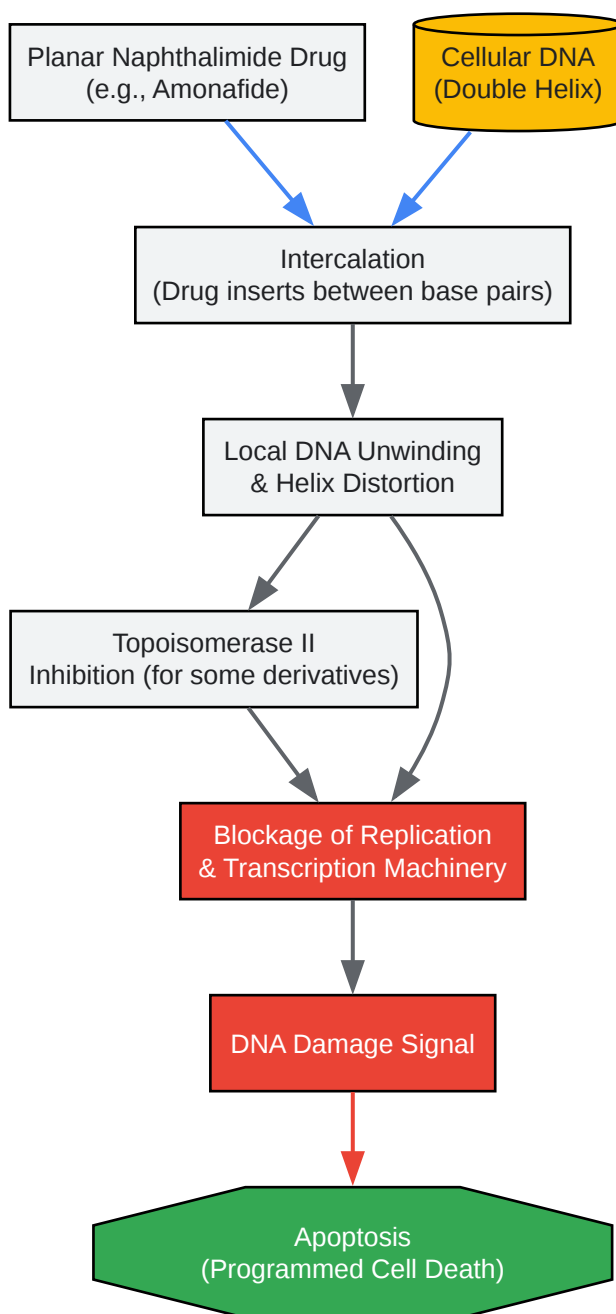 Planar Naphthalimide Drug
(e.g., Amonafide)
Cellular DNA
(Double Helix)
Intercalation
(Drug inserts between base pairs)
Local DNA Unwinding
& Helix Distortion
Topoisomerase II
Inhibition (for some derivatives)
Blockage of Replication
& Transcription Machinery
DNA Damage Signal
Apoptosis
(Programmed Cell Death)